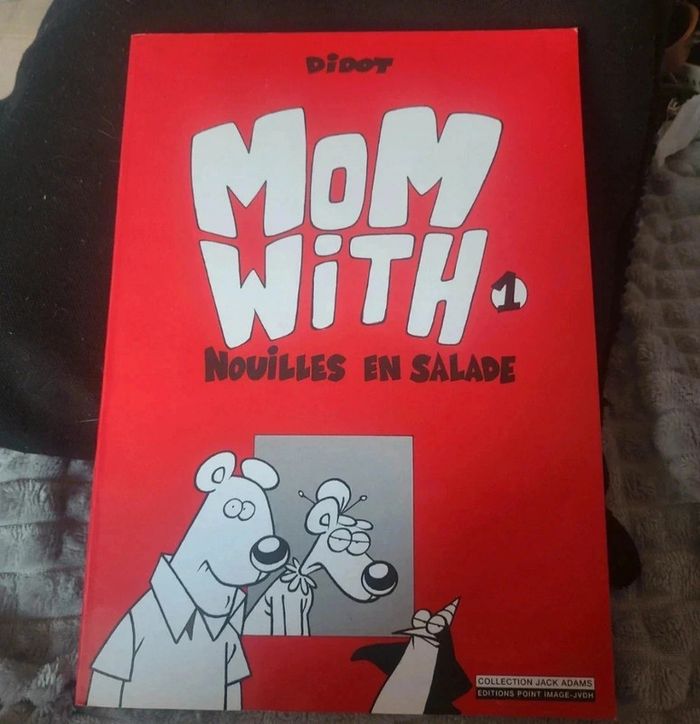 DiDOT
MOM
WiTH
1
NOUiLLES EN SALADE
COLLECTION JACK ADAMS
EDITIONS POINT IMAGE-JVDH